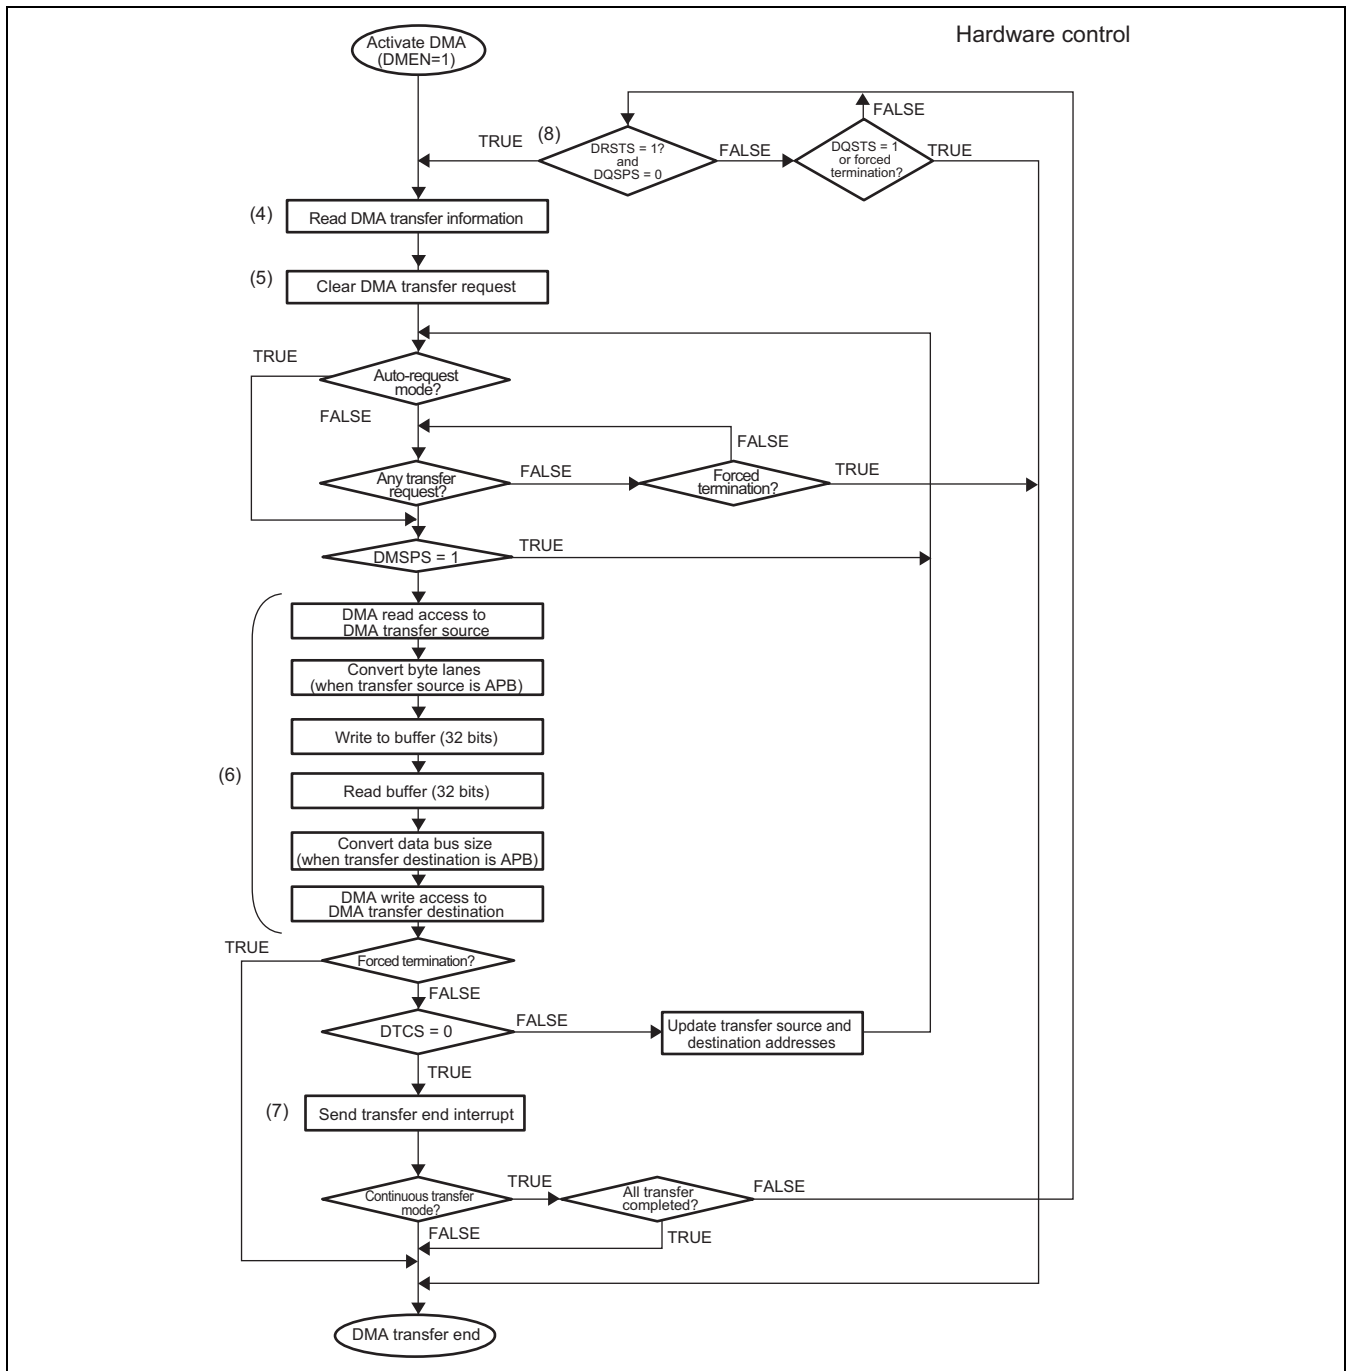 Hardware control
Activate DMA
(DMEN=1)
FALSE
TRUE
(8)
DRSTS = 1?
and
DQSPS = 0
FALSE
DQSTS = 1
or forced
termination?
TRUE
(4)
Read DMA transfer information
(5)
Clear DMA transfer request
TRUE
Auto-request
mode?
FALSE
FALSE
Any transfer
request?
FALSE
Forced
termination?
TRUE
DMSPS = 1
TRUE
DMA read access to
DMA transfer source
Convert byte lanes
(when transfer source is APB)
Write to buffer (32 bits)
(6)
Read buffer (32 bits)
Convert data bus size
(when transfer destination is APB)
DMA write access to
DMA transfer destination
TRUE
Forced termination?
FALSE
DTCS = 0
FALSE
Update transfer source and
destination addresses
TRUE
(7)
Send transfer end interrupt
Continuous transfer
mode?
TRUE
All transfer
completed?
FALSE
FALSE
TRUE
DMA transfer end